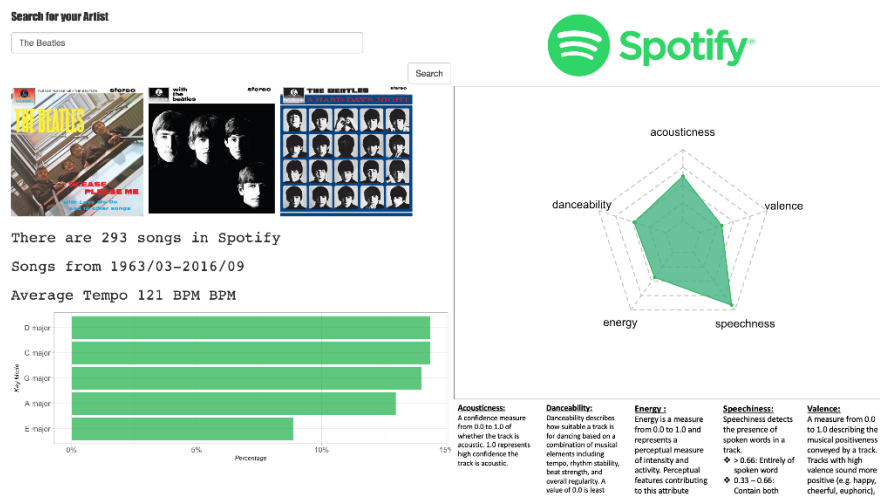 Search for your Artist
The Beatles
Search
stereo
THE BEATLES
PLEASE
PLEASE ME
with
the
beatles
stereo
THE BEATLES
stereo
A HARD DAY'S NIGHT
There are 293 songs in Spotify
Songs from 1963/03-2016/09
Average Tempo 121 BPM BPM
Key Mode
D major
C major
G major
A major
E major
0%
5%
10%
15%
Percentage
Spotify®
acousticness
danceability
valence
energy
speechness
Acousticness:
A confidence measure
from 0.0 to 1.0 of
whether the track is
acoustic. 1.0 represents
high confidence the
track is acoustic.
Danceability:
Danceability describes
how suitable a track is
for dancing based on a
combination of musical
elements including
tempo, rhythm stability,
beat strength, and
overall regularity. A
value of 0.0 is least
Energy :
Energy is a measure
from 0.0 to 1.0 and
represents a
perceptual measure
of intensity and
activity. Perceptual
features contributing
to this attribute
Speechiness:
Speechiness detects
the presence of
spoken words in a
track.
❖ > 0.66: Entirely of
spoken word
❖ 0.33 – 0.66:
Contain both
Valence:
A measure from 0.0
to 1.0 describing the
musical positiveness
conveyed by a track.
Tracks with high
valence sound more
positive (e.g. happy,
cheerful, euphoric),